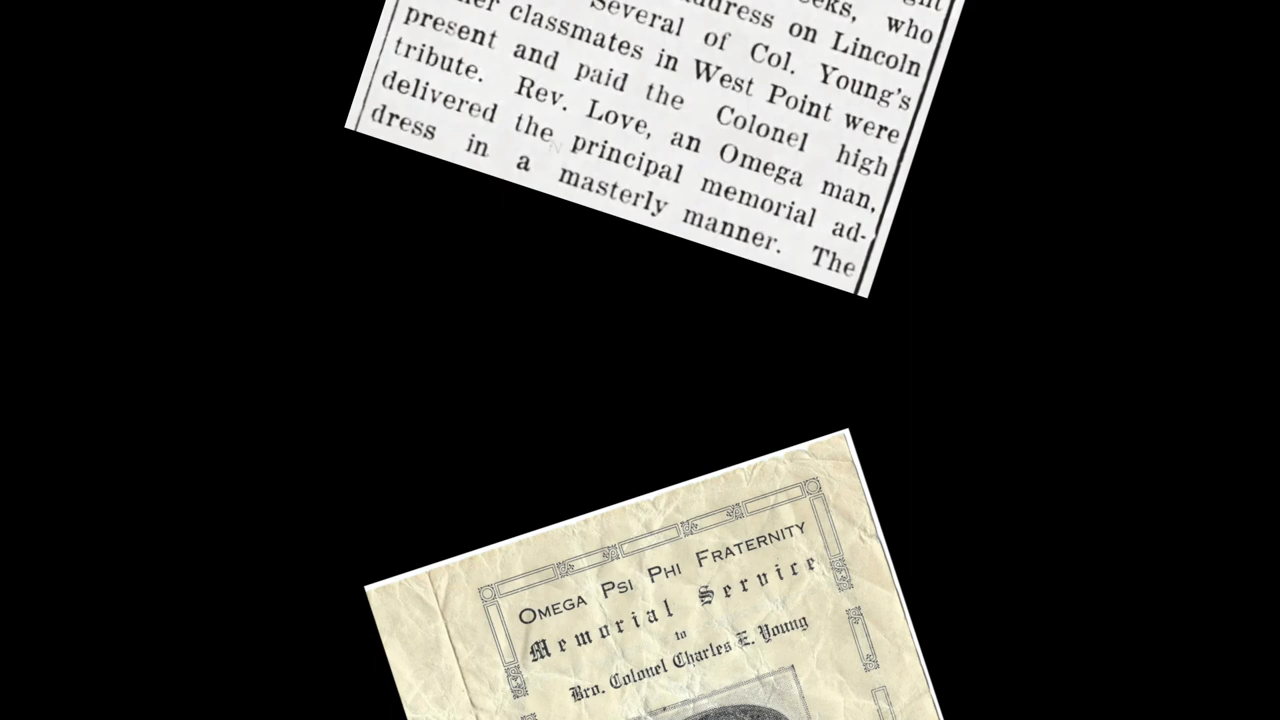 who
address on Lincoln
Several of Col. Young's
classmates in West Point were
present and paid the Colonel high
tribute. Rev. Love, an Omega man,
delivered the principal memorial ad-
dress in a masterly manner. The
OMEGA PSI PHI FRATERNITY
Memorial Service
to
Bro. Colonel Charles E. Young